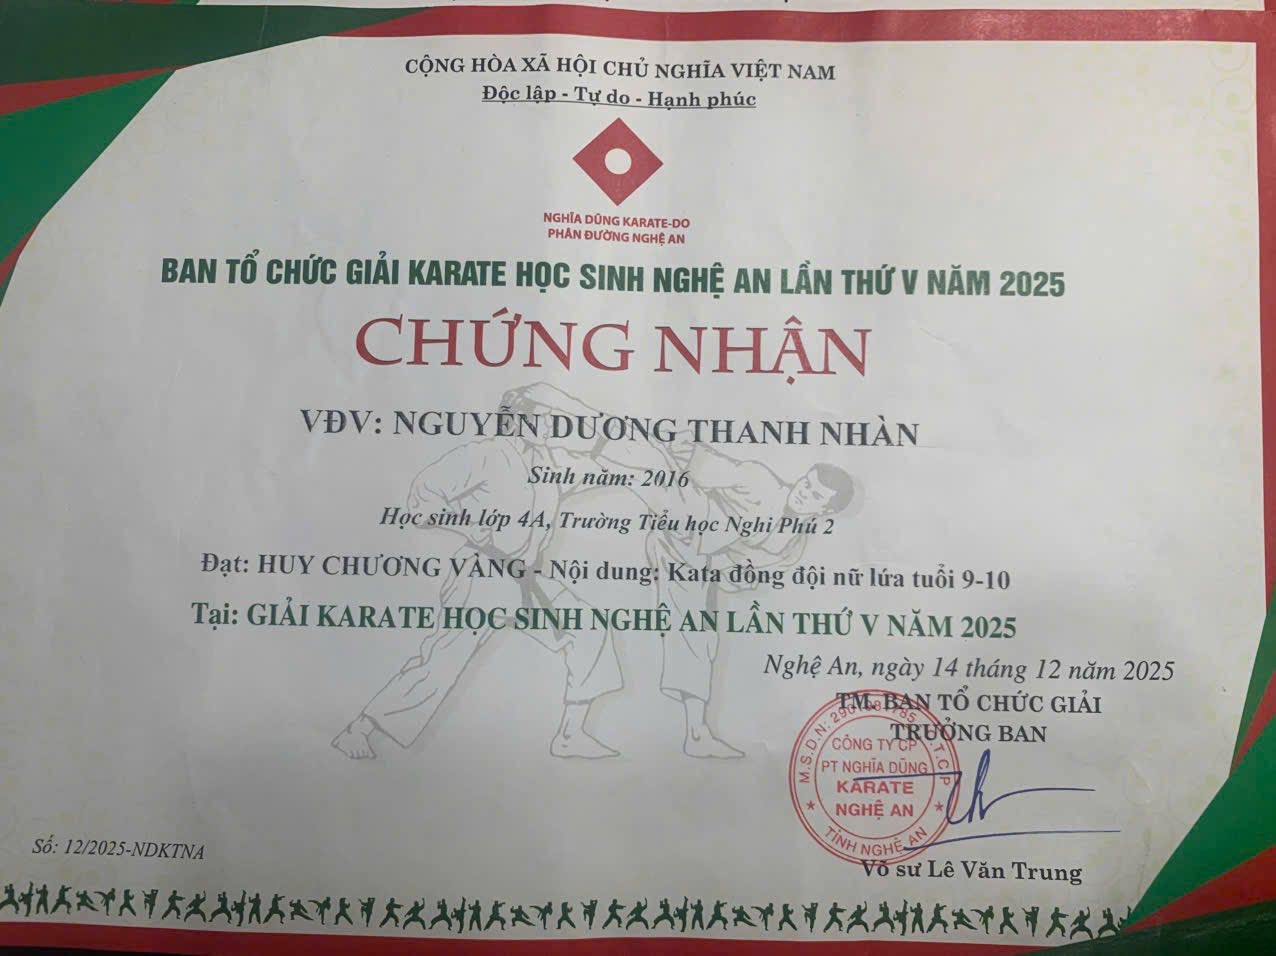 CỘNG HÒA XÃ HỘI CHỦ NGHĨA VIỆT NAM
Độc lập - Tự do - Hạnh phúc
NGHĨA DŨNG KARATE-DO
PHÂN ĐƯỜNG NGHỆ AN
BAN TỔ CHỨC GIẢI KARATE HỌC SINH NGHỆ AN LẦN THỨ V NĂM 2025
CHỨNG NHẬN
VĐV: NGUYỄN DƯƠNG THANH NHÀN
Sinh năm: 2016
Học sinh lớp 4A, Trường Tiểu học Nghi Phú 2
Đạt: HUY CHƯƠNG VÀNG - Nội dung: Kata đồng đội nữ lứa tuổi 9-10
Tại: GIẢI KARATE HỌC SINH NGHỆ AN LẦN THỨ V NĂM 2025
Nghệ An, ngày 14 tháng 12 năm 2025
TM. BAN TỔ CHỨC GIẢI
TRƯỞNG BAN
M.S.D.N: C.T.C.P
CÔNG TY CP
PT NGHĨA DŨNG
KARATE
NGHỆ AN
TỈNH NGHỆ AN
Võ sư Lê Văn Trung
Số: 12/2025-NDKTNA